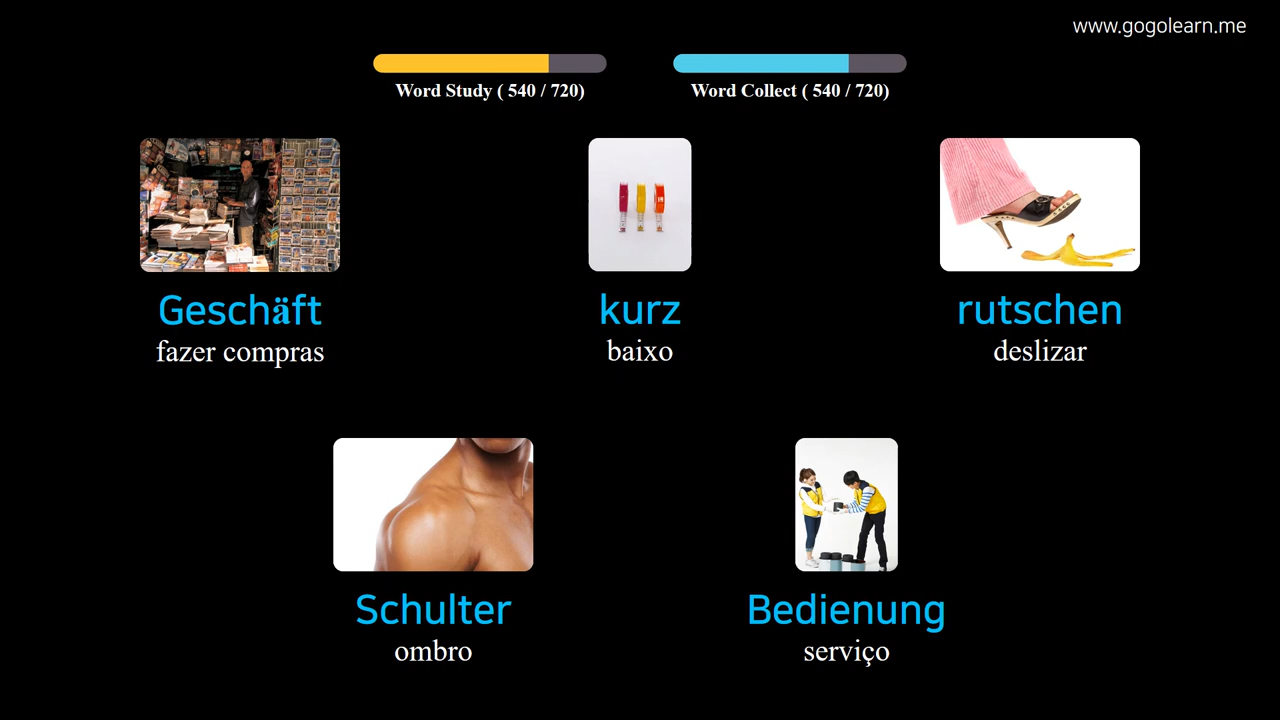 www.gogolearn.me
Word Study ( 540 / 720)
Word Collect ( 540 / 720)
Geschäft
fazer compras
kurz
baixo
rutschen
deslizar
Schulter
ombro
Bedienung
serviço